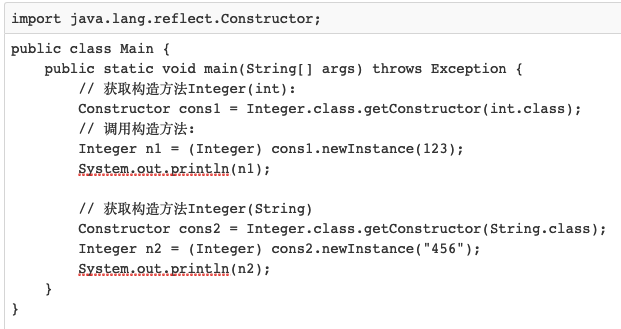 import java.lang.reflect.Constructor;
public class Main {
    public static void main(String[] args) throws Exception {
        // 获取构造方法Integer(int):
        Constructor cons1 = Integer.class.getConstructor(int.class);
        // 调用构造方法:
        Integer n1 = (Integer) cons1.newInstance(123);
        System.out.println(n1);

        // 获取构造方法Integer(String)
        Constructor cons2 = Integer.class.getConstructor(String.class);
        Integer n2 = (Integer) cons2.newInstance("456");
        System.out.println(n2);
    }
}